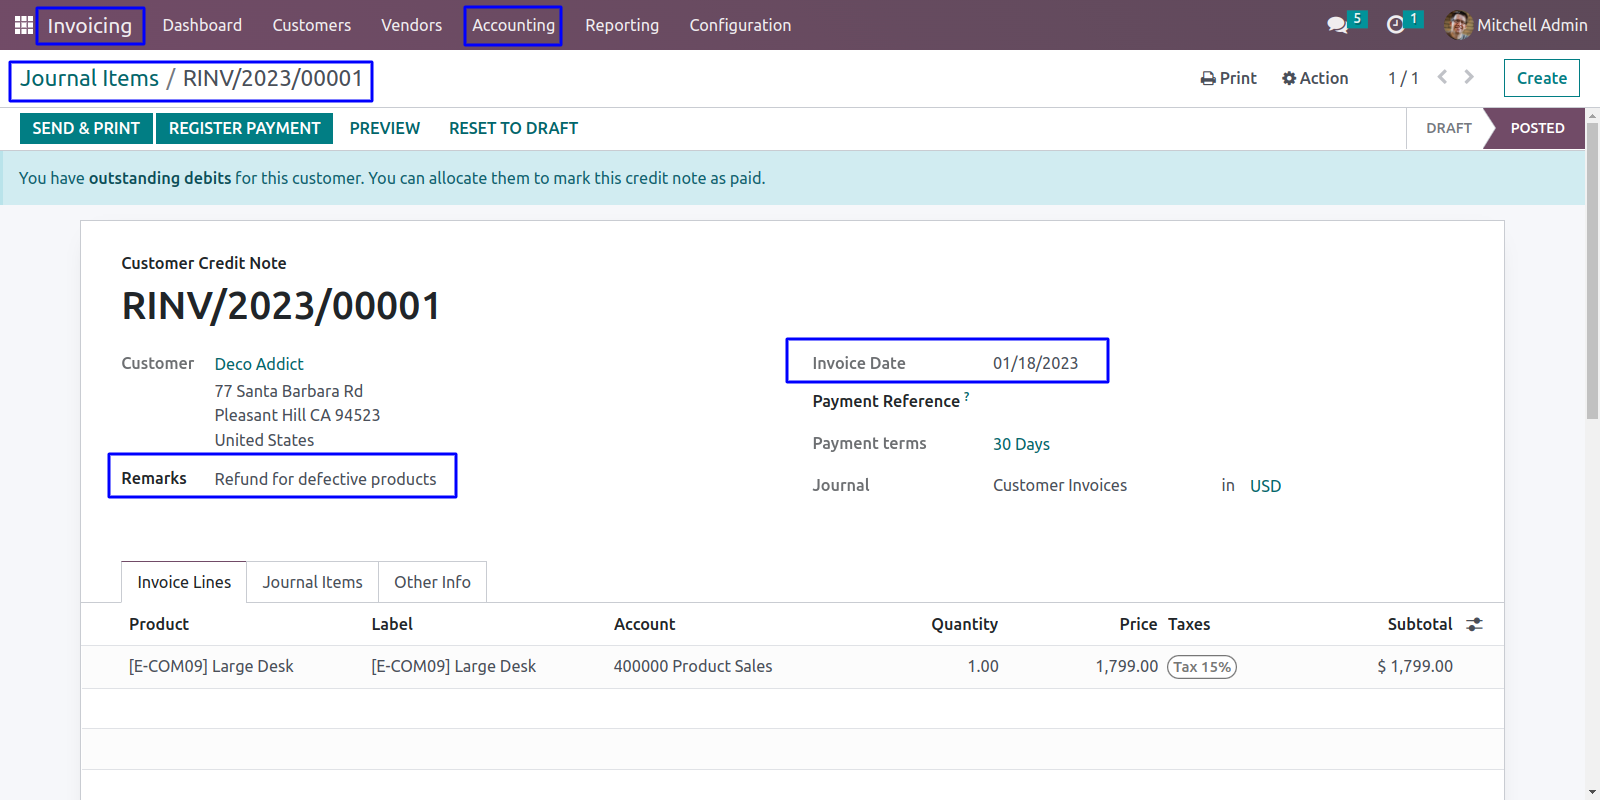 Invoicing Dashboard Customers Vendors Accounting Reporting Configuration 5 1 Mitchell Admin
Journal Items / RINV/2023/00001 Print Action 1 / 1 Create
SEND & PRINT REGISTER PAYMENT PREVIEW RESET TO DRAFT DRAFT POSTED
You have outstanding debits for this customer. You can allocate them to mark this credit note as paid.
Customer Credit Note
RINV/2023/00001
Customer Deco Addict
77 Santa Barbara Rd
Pleasant Hill CA 94523
United States
Remarks Refund for defective products
Invoice Date 01/18/2023
Payment Reference ?
Payment terms 30 Days
Journal Customer Invoices in USD
Invoice Lines Journal Items Other Info
Product Label Account Quantity Price Taxes Subtotal
[E-COM09] Large Desk [E-COM09] Large Desk 400000 Product Sales 1.00 1,799.00 Tax 15% $ 1,799.00